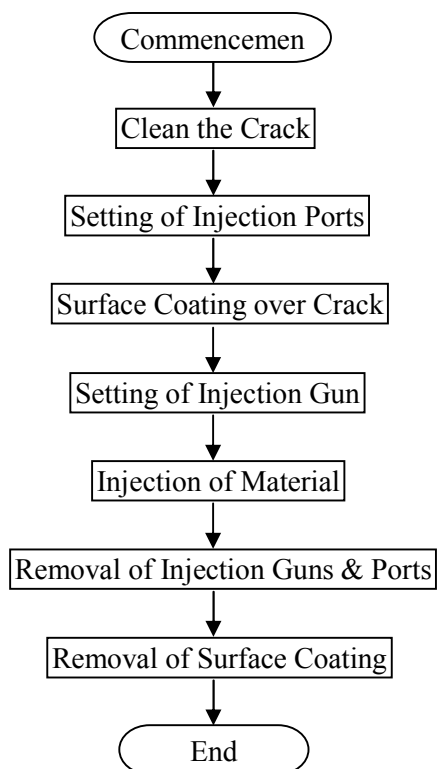 Commencemen
Clean the Crack
Setting of Injection Ports
Surface Coating over Crack
Setting of Injection Gun
Injection of Material
Removal of Injection Guns & Ports
Removal of Surface Coating
End